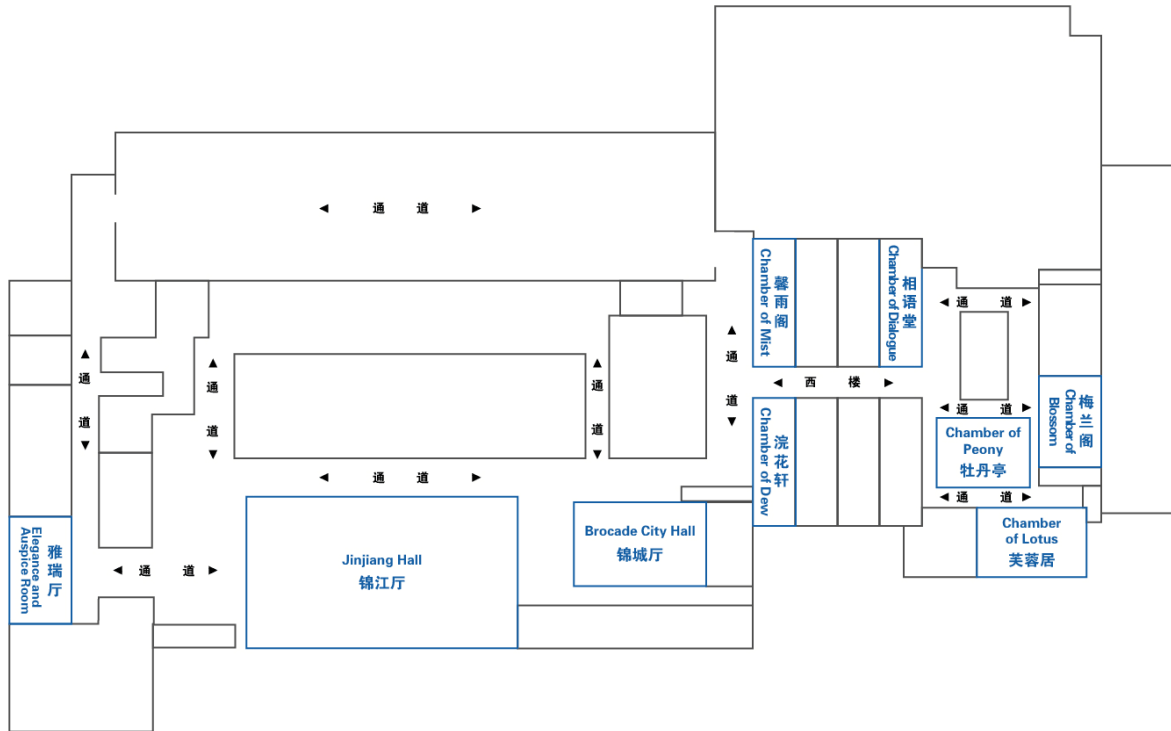 通 道
馨雨阁
Chamber of Mist
相语堂
Chamber of Dialogue
通 道
通 道
通 道
通 道
通 道
西 楼
梅兰阁
Chamber of
Blossom
通 道
Chamber of
Peony
牡丹亭
浣花轩
Chamber of Dew
通 道
通 道
雅瑞厅
Elegance and
Auspice Room
Jinjiang Hall
锦江厅
Brocade City Hall
锦城厅
Chamber
of Lotus
芙蓉居
通 道